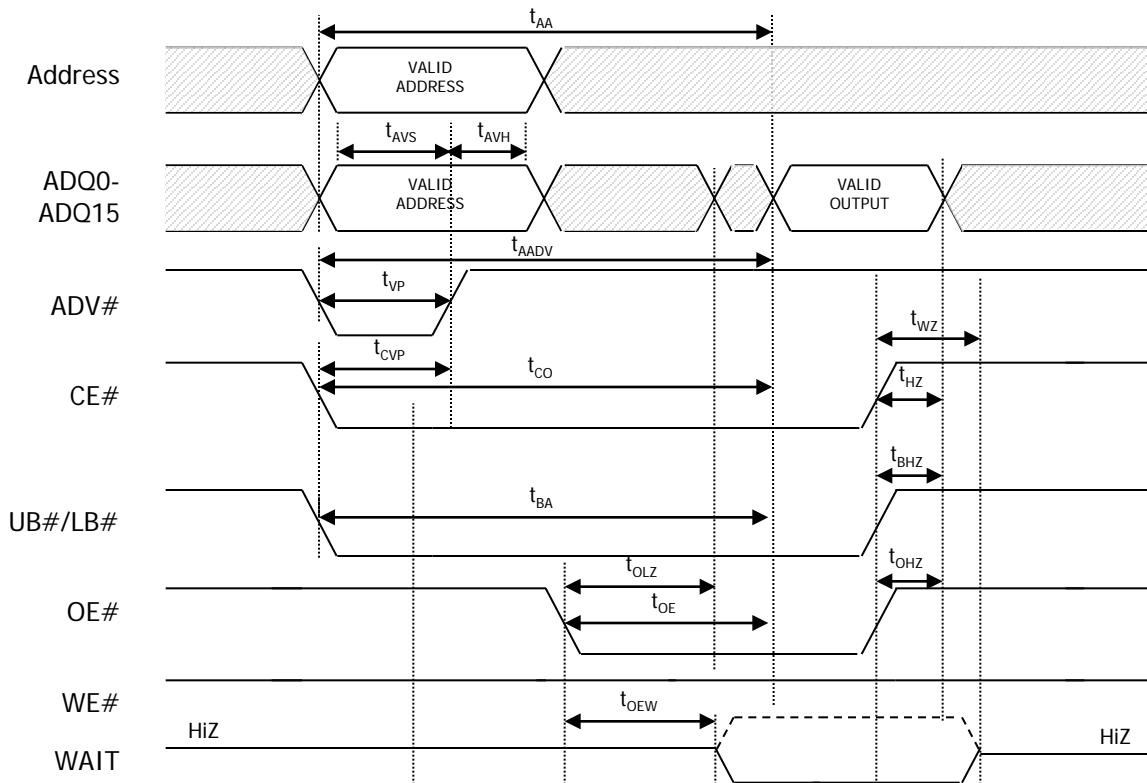 tAA
Address
VALID
ADDRESS
tAVS
tAVH
ADQ0-
ADQ15
VALID
ADDRESS
VALID
OUTPUT
tAADV
ADV#
tVP
tWZ
CE#
tCVP
tCO
tHZ
tBHZ
UB#/LB#
tBA
tOLZ
tOHZ
OE#
tOE
WE#
tOEW
HiZ
HiZ
WAIT